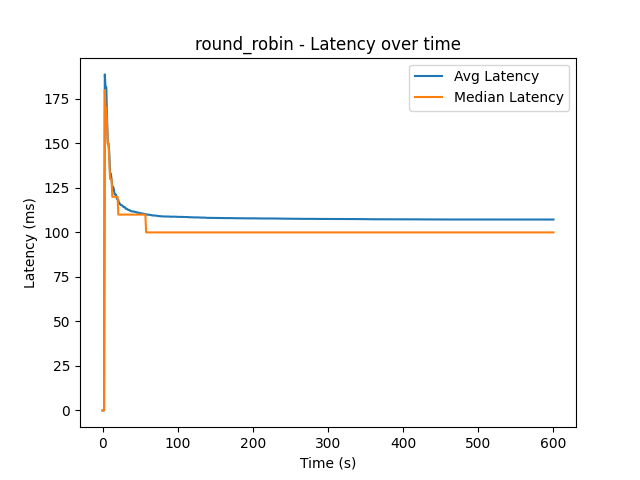 round_robin - Latency over time
Avg Latency
Median Latency
Latency (ms)
175
150
125
100
75
50
25
0
0 100 200 300 400 500 600
Time (s)